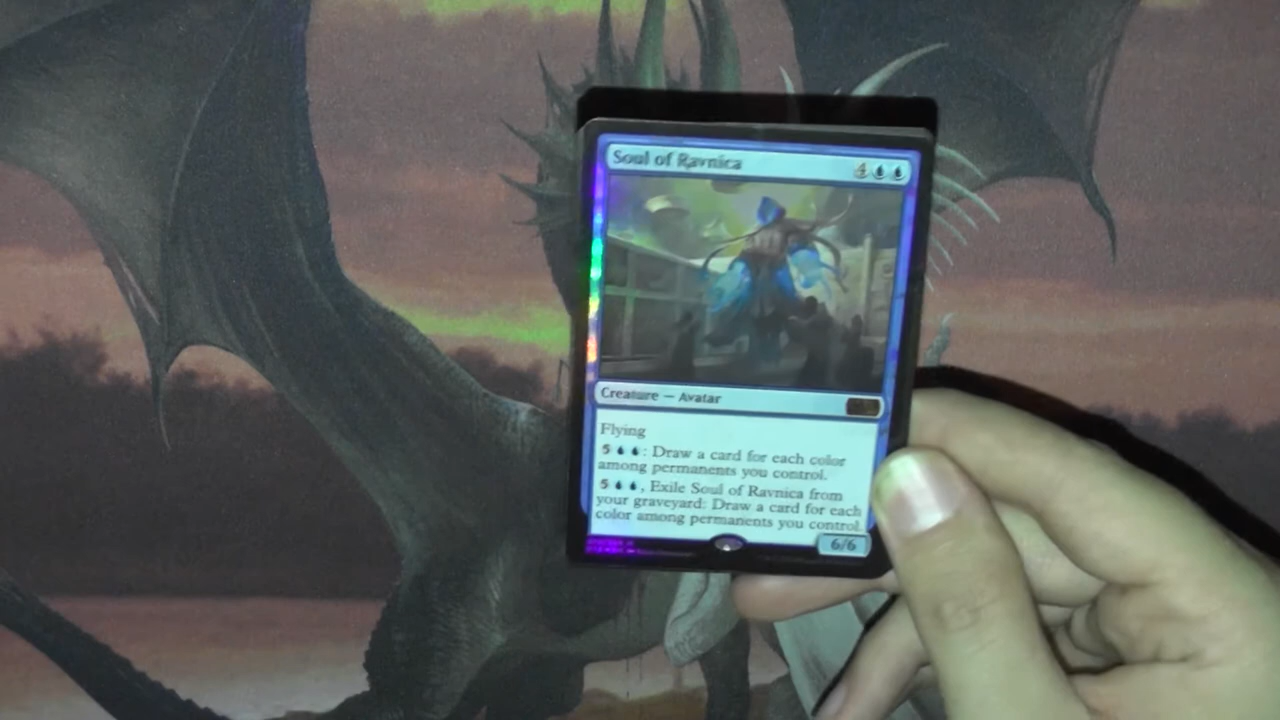 Soul of Ravnica 4
Creature — Avatar
Flying
5 : Draw a card for each color
among permanents you control.
5 , Exile Soul of Ravnica from
your graveyard: Draw a card for each
color among permanents you control.
6/6